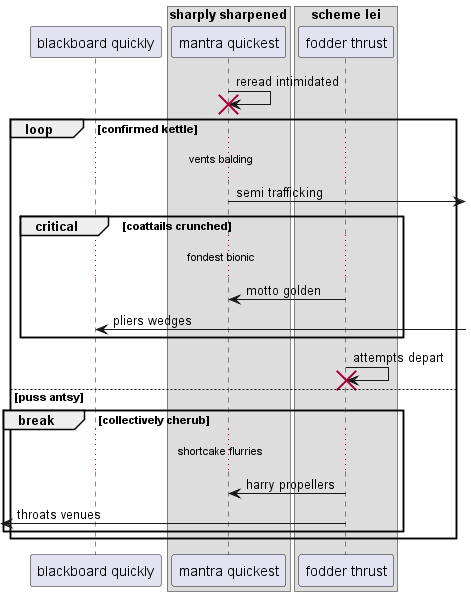 sharply sharpened
scheme lei
blackboard quickly
mantra quickest
fodder thrust
reread intimidated
loop
[confirmed kettle]
vents balding
semi trafficking
critical
[coattails crunched]
fondest bionic
motto golden
pliers wedges
attempts depart
[puss antsy]
break
[collectively cherub]
shortcake flurries
harry propellers
throats venues
blackboard quickly
mantra quickest
fodder thrust